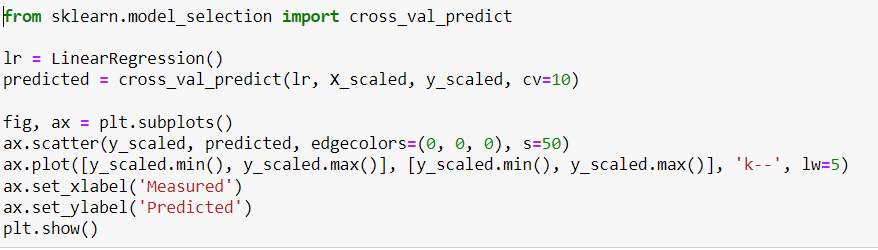 from sklearn.model_selection import cross_val_predict
lr = LinearRegression()
predicted = cross_val_predict(lr, X_scaled, y_scaled, cv=10)
fig, ax = plt.subplots()
ax.scatter(y_scaled, predicted, edgecolors=(0, 0, 0), s=50)
ax.plot([y_scaled.min(), y_scaled.max()], [y_scaled.min(), y_scaled.max()], 'k--', lw=5)
ax.set_xlabel('Measured')
ax.set_ylabel('Predicted')
plt.show()